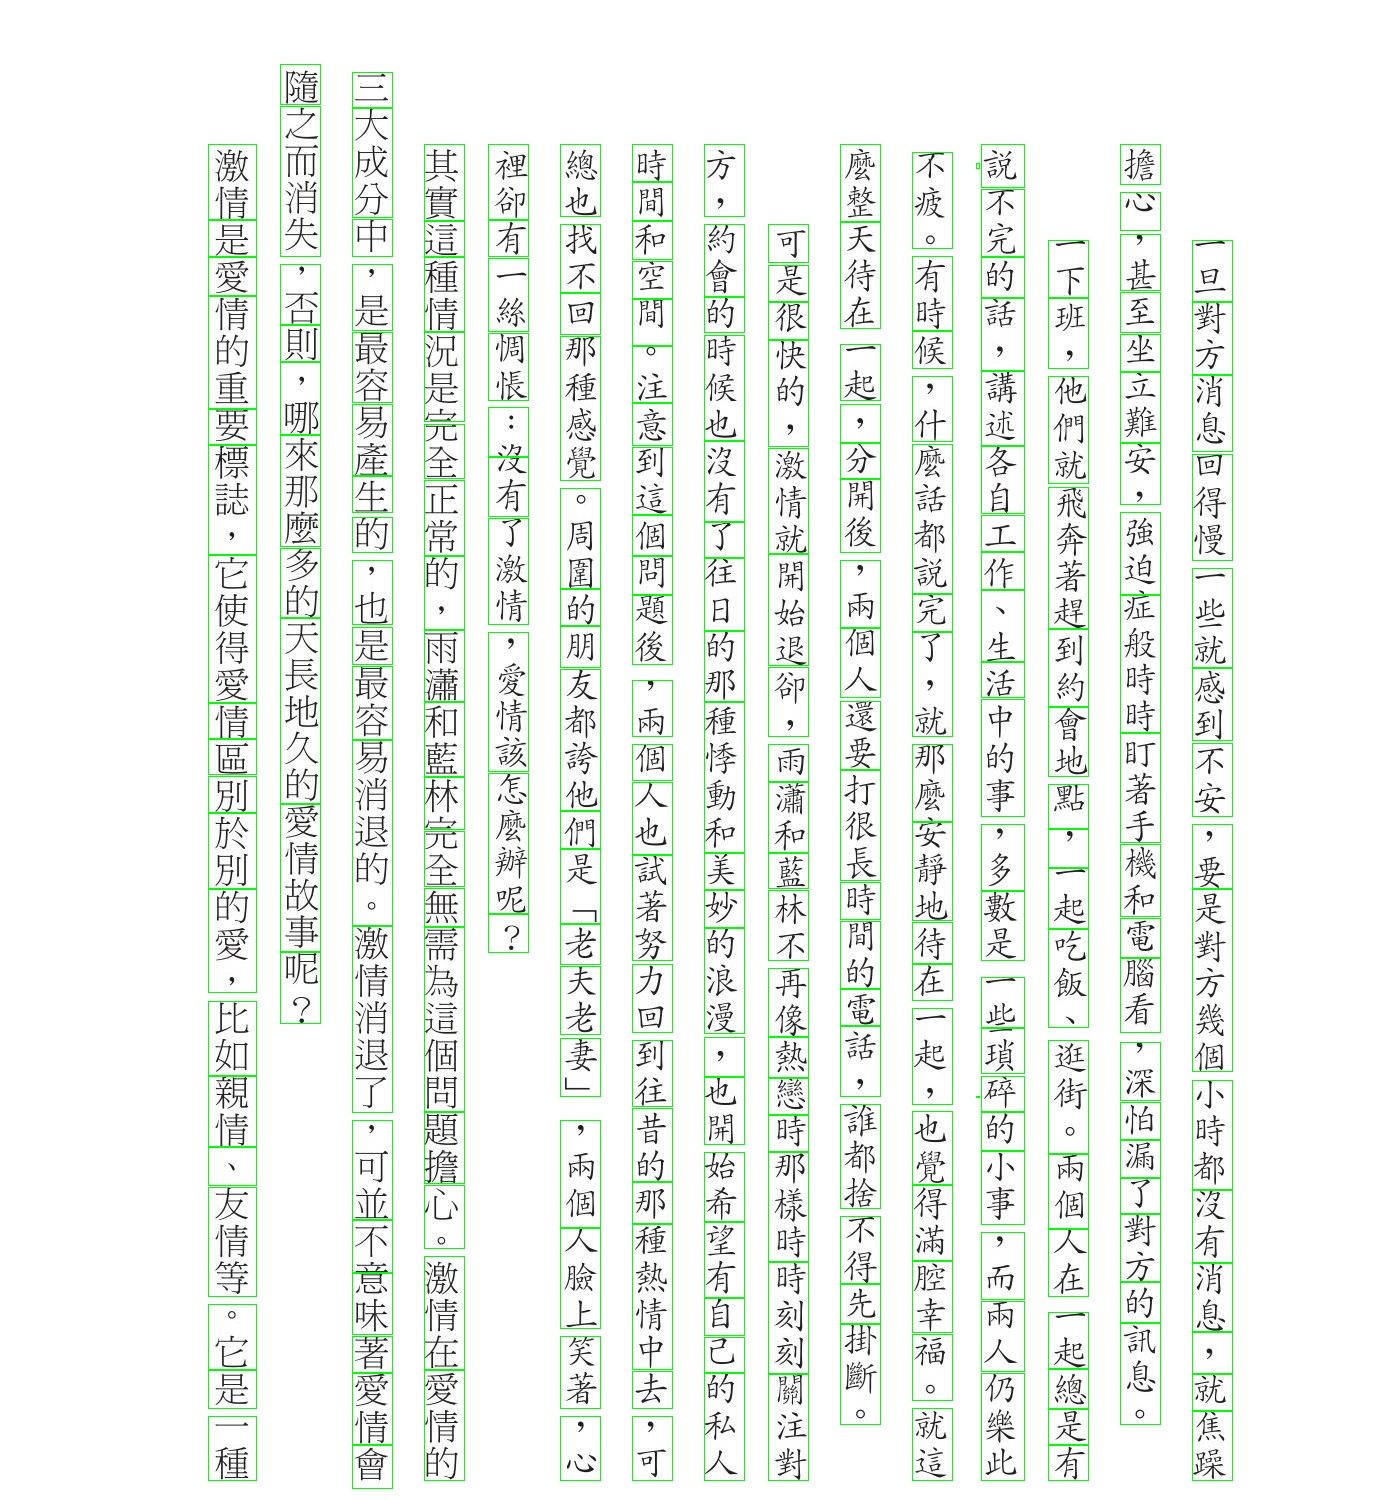 一旦對方消息回得慢一些就感到不安，要是對方幾個小時都沒有消息，就焦躁
擔心，甚至坐立難安，強迫症般時時盯著手機和電腦看，深怕漏了對方的訊息。
一下班，他們就飛奔著趕到約會地點，一起吃飯、逛街。兩個人在一起總是有
說不完的話，講述各自工作、生活中的事，多數是一些瑣碎的小事，而兩人仍樂此
不疲。有時候，什麼話都說完了，就那麼安靜地待在一起，也覺得滿腔幸福。就這
麼整天待在一起，分開後，兩個人還要打很長時間的電話，誰都捨不得先掛斷。
可是很快的，激情就開始退卻，雨瀟和藍林不再像熱戀時那樣時時刻刻關注對
方，約會的時候也沒有了往日的那種悸動和美妙的浪漫，也開始希望有自己的私人
時間和空間。注意到這個問題後，兩個人也試著努力回到往昔的那種熱情中去，可
總也找不回那種感覺。周圍的朋友都誇他們是「老夫老妻」，兩個人臉上笑著，心
裡卻有一絲惆悵：沒有了激情，愛情該怎麼辦呢？
其實這種情況是完全正常的，雨瀟和藍林完全無需為這個問題擔心。激情在愛情的
三大成分中，是最容易產生的，也是最容易消退的。激情消退了，可並不意味著愛情會
隨之而消失，否則，哪來那麼多的天長地久的愛情故事呢？
激情是愛情的重要標誌，它使得愛情區別於別的愛，比如親情、友情等。它是一種